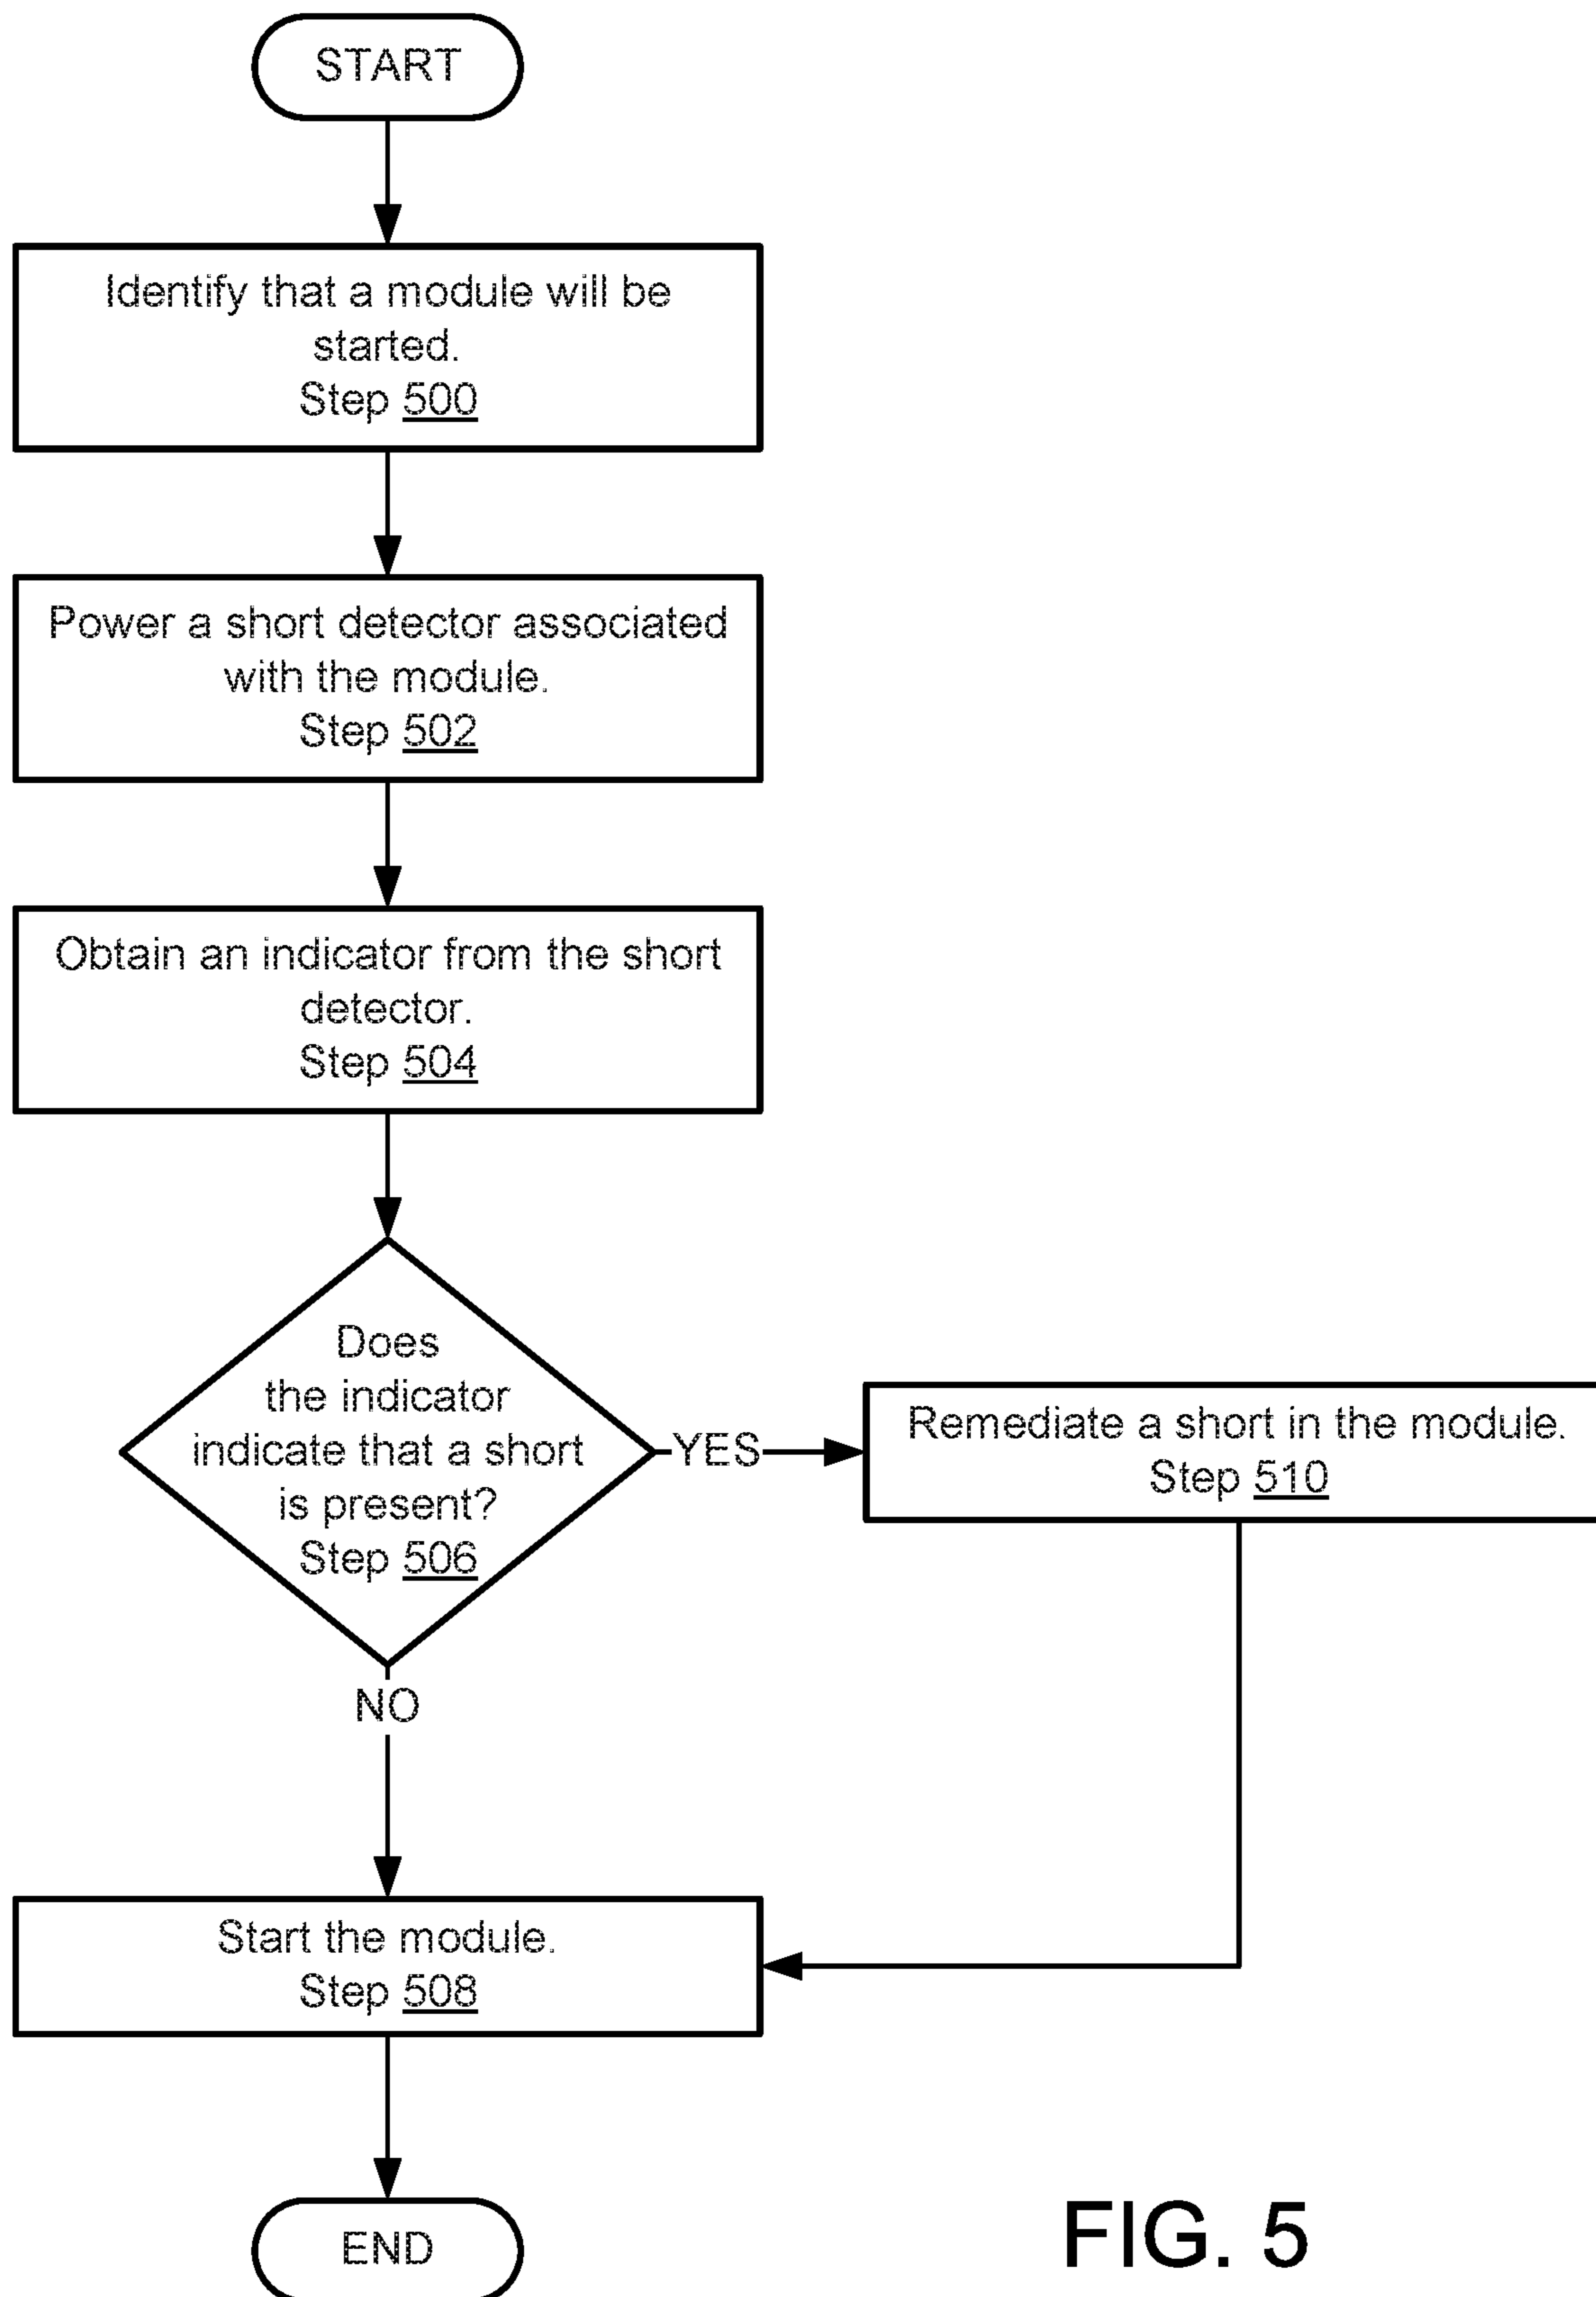 START
Identify that a module will be
started.
Step 500
Power a short detector associated
with the module.
Step 502
Obtain an indicator from the short
detector.
Step 504
Does
the indicator
indicate that a short
is present?
Step 506
YES
Remediate a short in the module.
Step 510
NO
Start the module.
Step 508
END
FIG. 5